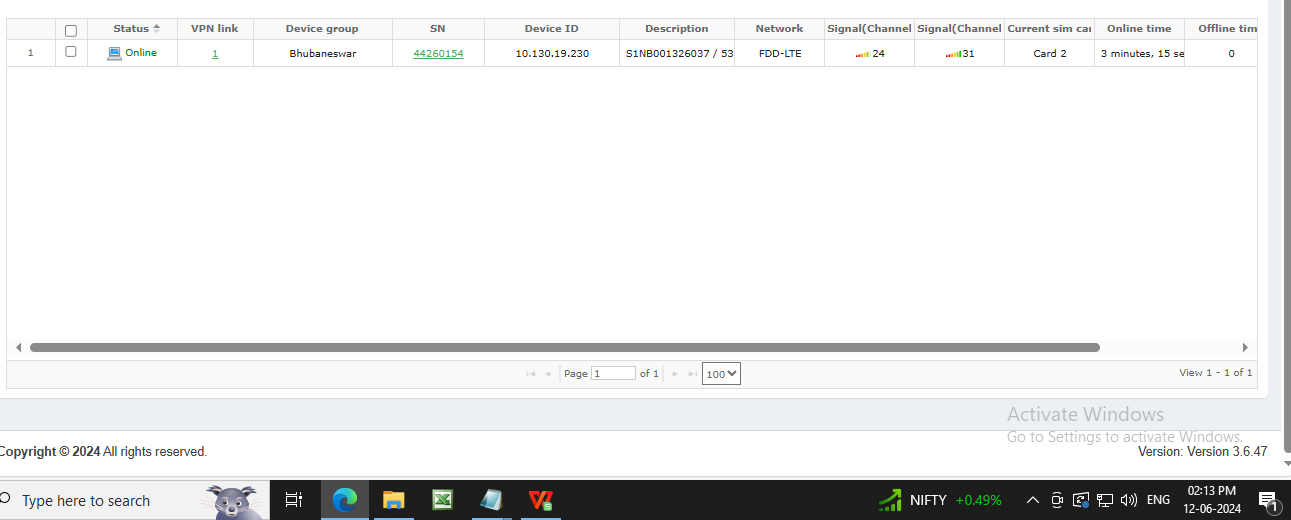 Status VPN link Device group SN Device ID Description Network Signal(Channel Signal(Channel Current sim car Online time Offline tim
1 Online 1 Bhubaneswar 44260154 10.130.19.230 S1NB001326037 / 53 FDD-LTE 24 31 Card 2 3 minutes, 15 se 0
Page 1 of 1 100 View 1 - 1 of 1
Activate Windows
Go to Settings to activate Windows.
Copyright © 2024 All rights reserved. Version: Version 3.6.47
Type here to search NIFTY +0.49% ENG 02:13 PM
12-06-2024
1